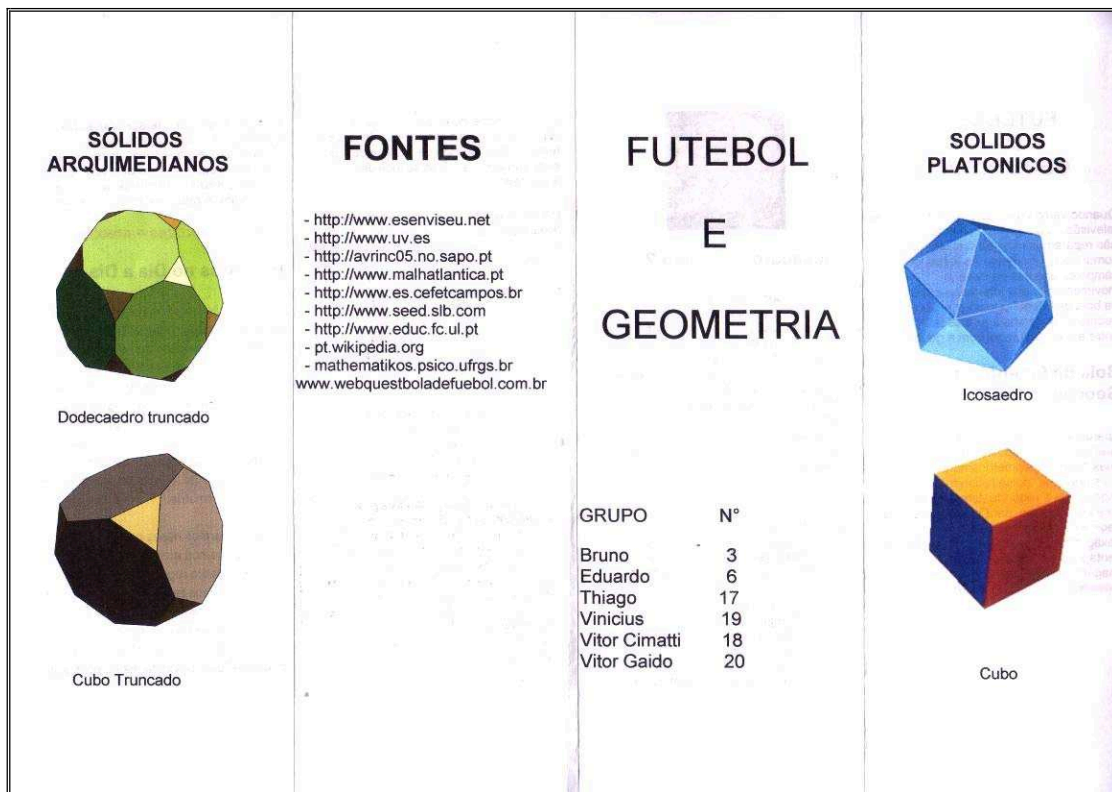 SÓLIDOS
ARQUIMEDIANOS
Dodecaedro truncado
Cubo Truncado
FONTES
- http://www.esenviseu.net
- http://www.uv.es
- http://avrinc05.no.sapo.pt
- http://www.malhatlantica.pt
- http://www.es.cefetcampos.br
- http://www.seed.slb.com
- http://www.educ.fc.ul.pt
- pt.wikipedia.org
- mathematikos.psico.ufrgs.br
www.webquestboladefuebol.com.br
FUTEBOL
E
GEOMETRIA
GRUPO N°
Bruno 3
Eduardo 6
Thiago 17
Vinicius 19
Vitor Cimatti 18
Vitor Gaido 20
SOLIDOS
PLATONICOS
Icosaedro
Cubo